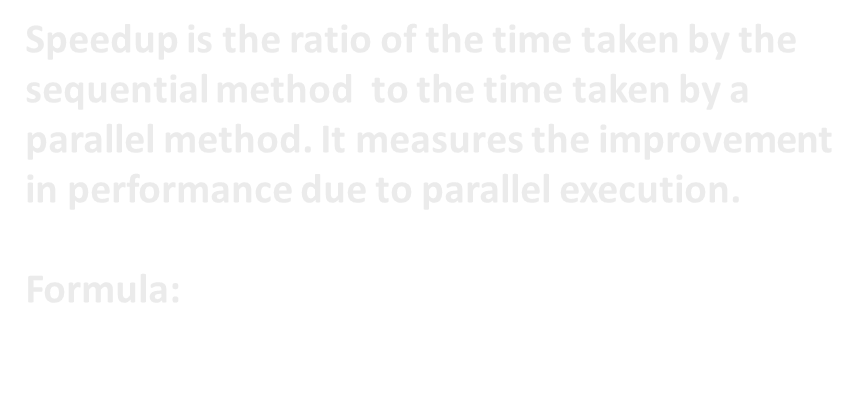 Speedup is the ratio of the time taken by the
sequential method  to the time taken by a
parallel method. It measures the improvement
in performance due to parallel execution.
Formula: